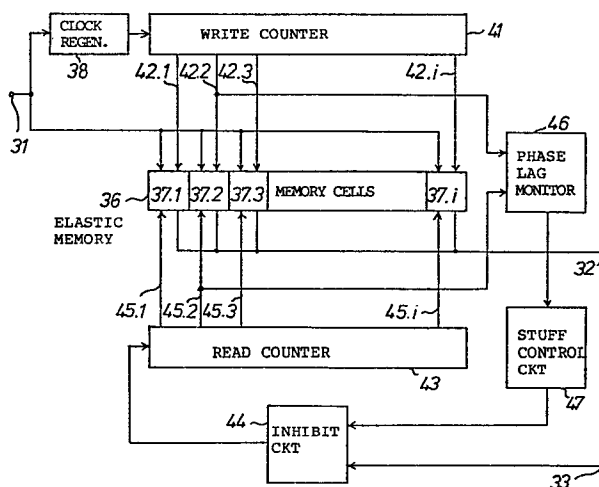 CLOCK
REGEN.
38
WRITE COUNTER
41
42.1
42.2
42.3
42.i
31
46
PHASE
LAG
MONITOR
36
37.1
37.2
37.3
MEMORY CELLS
37.i
ELASTIC
MEMORY
32
45.1
45.2
45.3
45.i
READ COUNTER
43
STUFF
CONTROL
CKT
47
44
INHIBIT
CKT
33